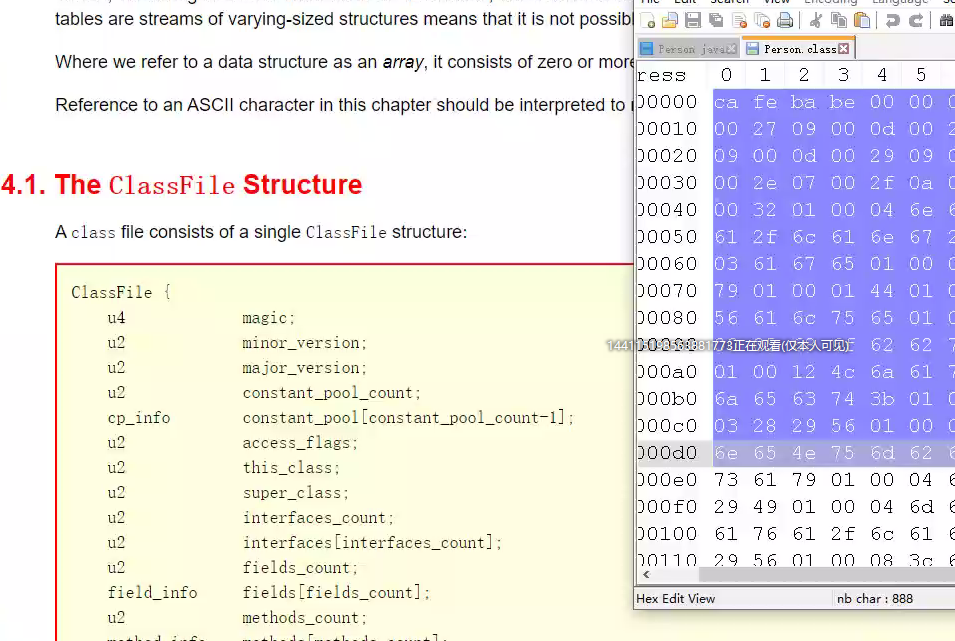 tables are streams of varying-sized structures means that it is not possib
Where we refer to a data structure as an array, it consists of zero or more
Reference to an ASCII character in this chapter should be interpreted to
4.1. The ClassFile Structure
A class file consists of a single ClassFile structure:
ClassFile {
u4 magic;
u2 minor_version;
u2 major_version;
u2 constant_pool_count;
cp_info constant_pool[constant_pool_count-1];
u2 access_flags;
u2 this_class;
u2 super_class;
u2 interfaces_count;
u2 interfaces[interfaces_count];
u2 fields_count;
field_info fields[fields_count];
u2 methods_count;
method_info methods[methods_count];
File Edit Search View Encoding Language
Person.java Person.class
ress 0 1 2 3 4 5
00000 ca fe ba be 00 00
00010 00 27 09 00 0d 00
00020 09 00 0d 00 29 09
00030 00 2e 07 00 2f 0a
00040 00 32 01 00 04 6e
00050 61 2f 6c 61 6e 67
00060 03 61 67 65 01 00
00070 79 01 00 01 44 01
00080 56 61 6c 75 65 01
正在观看(仅本人可见)
62 62
000a0 01 00 12 4c 6a 61
000b0 6a 65 63 74 3b 01
000c0 03 28 29 56 01 00
000d0 6e 65 4e 75 6d 62
000e0 73 61 79 01 00 04
000f0 29 49 01 00 04 6d
00100 61 76 61 2f 6c 61
00110 29 56 01 00 08 3c
Hex Edit View nb char : 888